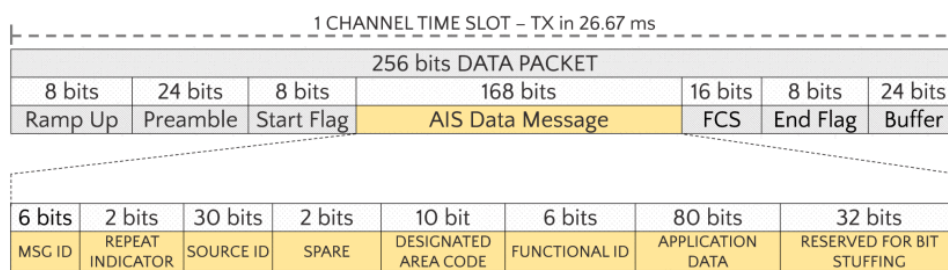 1 CHANNEL TIME SLOT – TX in 26.67 ms
256 bits DATA PACKET
8 bits 24 bits 8 bits 168 bits 16 bits 8 bits 24 bits
Ramp Up Preamble Start Flag AIS Data Message FCS End Flag Buffer
6 bits 2 bits 30 bits 2 bits 10 bit 6 bits 80 bits 32 bits
MSG ID REPEAT INDICATOR SOURCE ID SPARE DESIGNATED AREA CODE FUNCTIONAL ID APPLICATION DATA RESERVED FOR BIT STUFFING